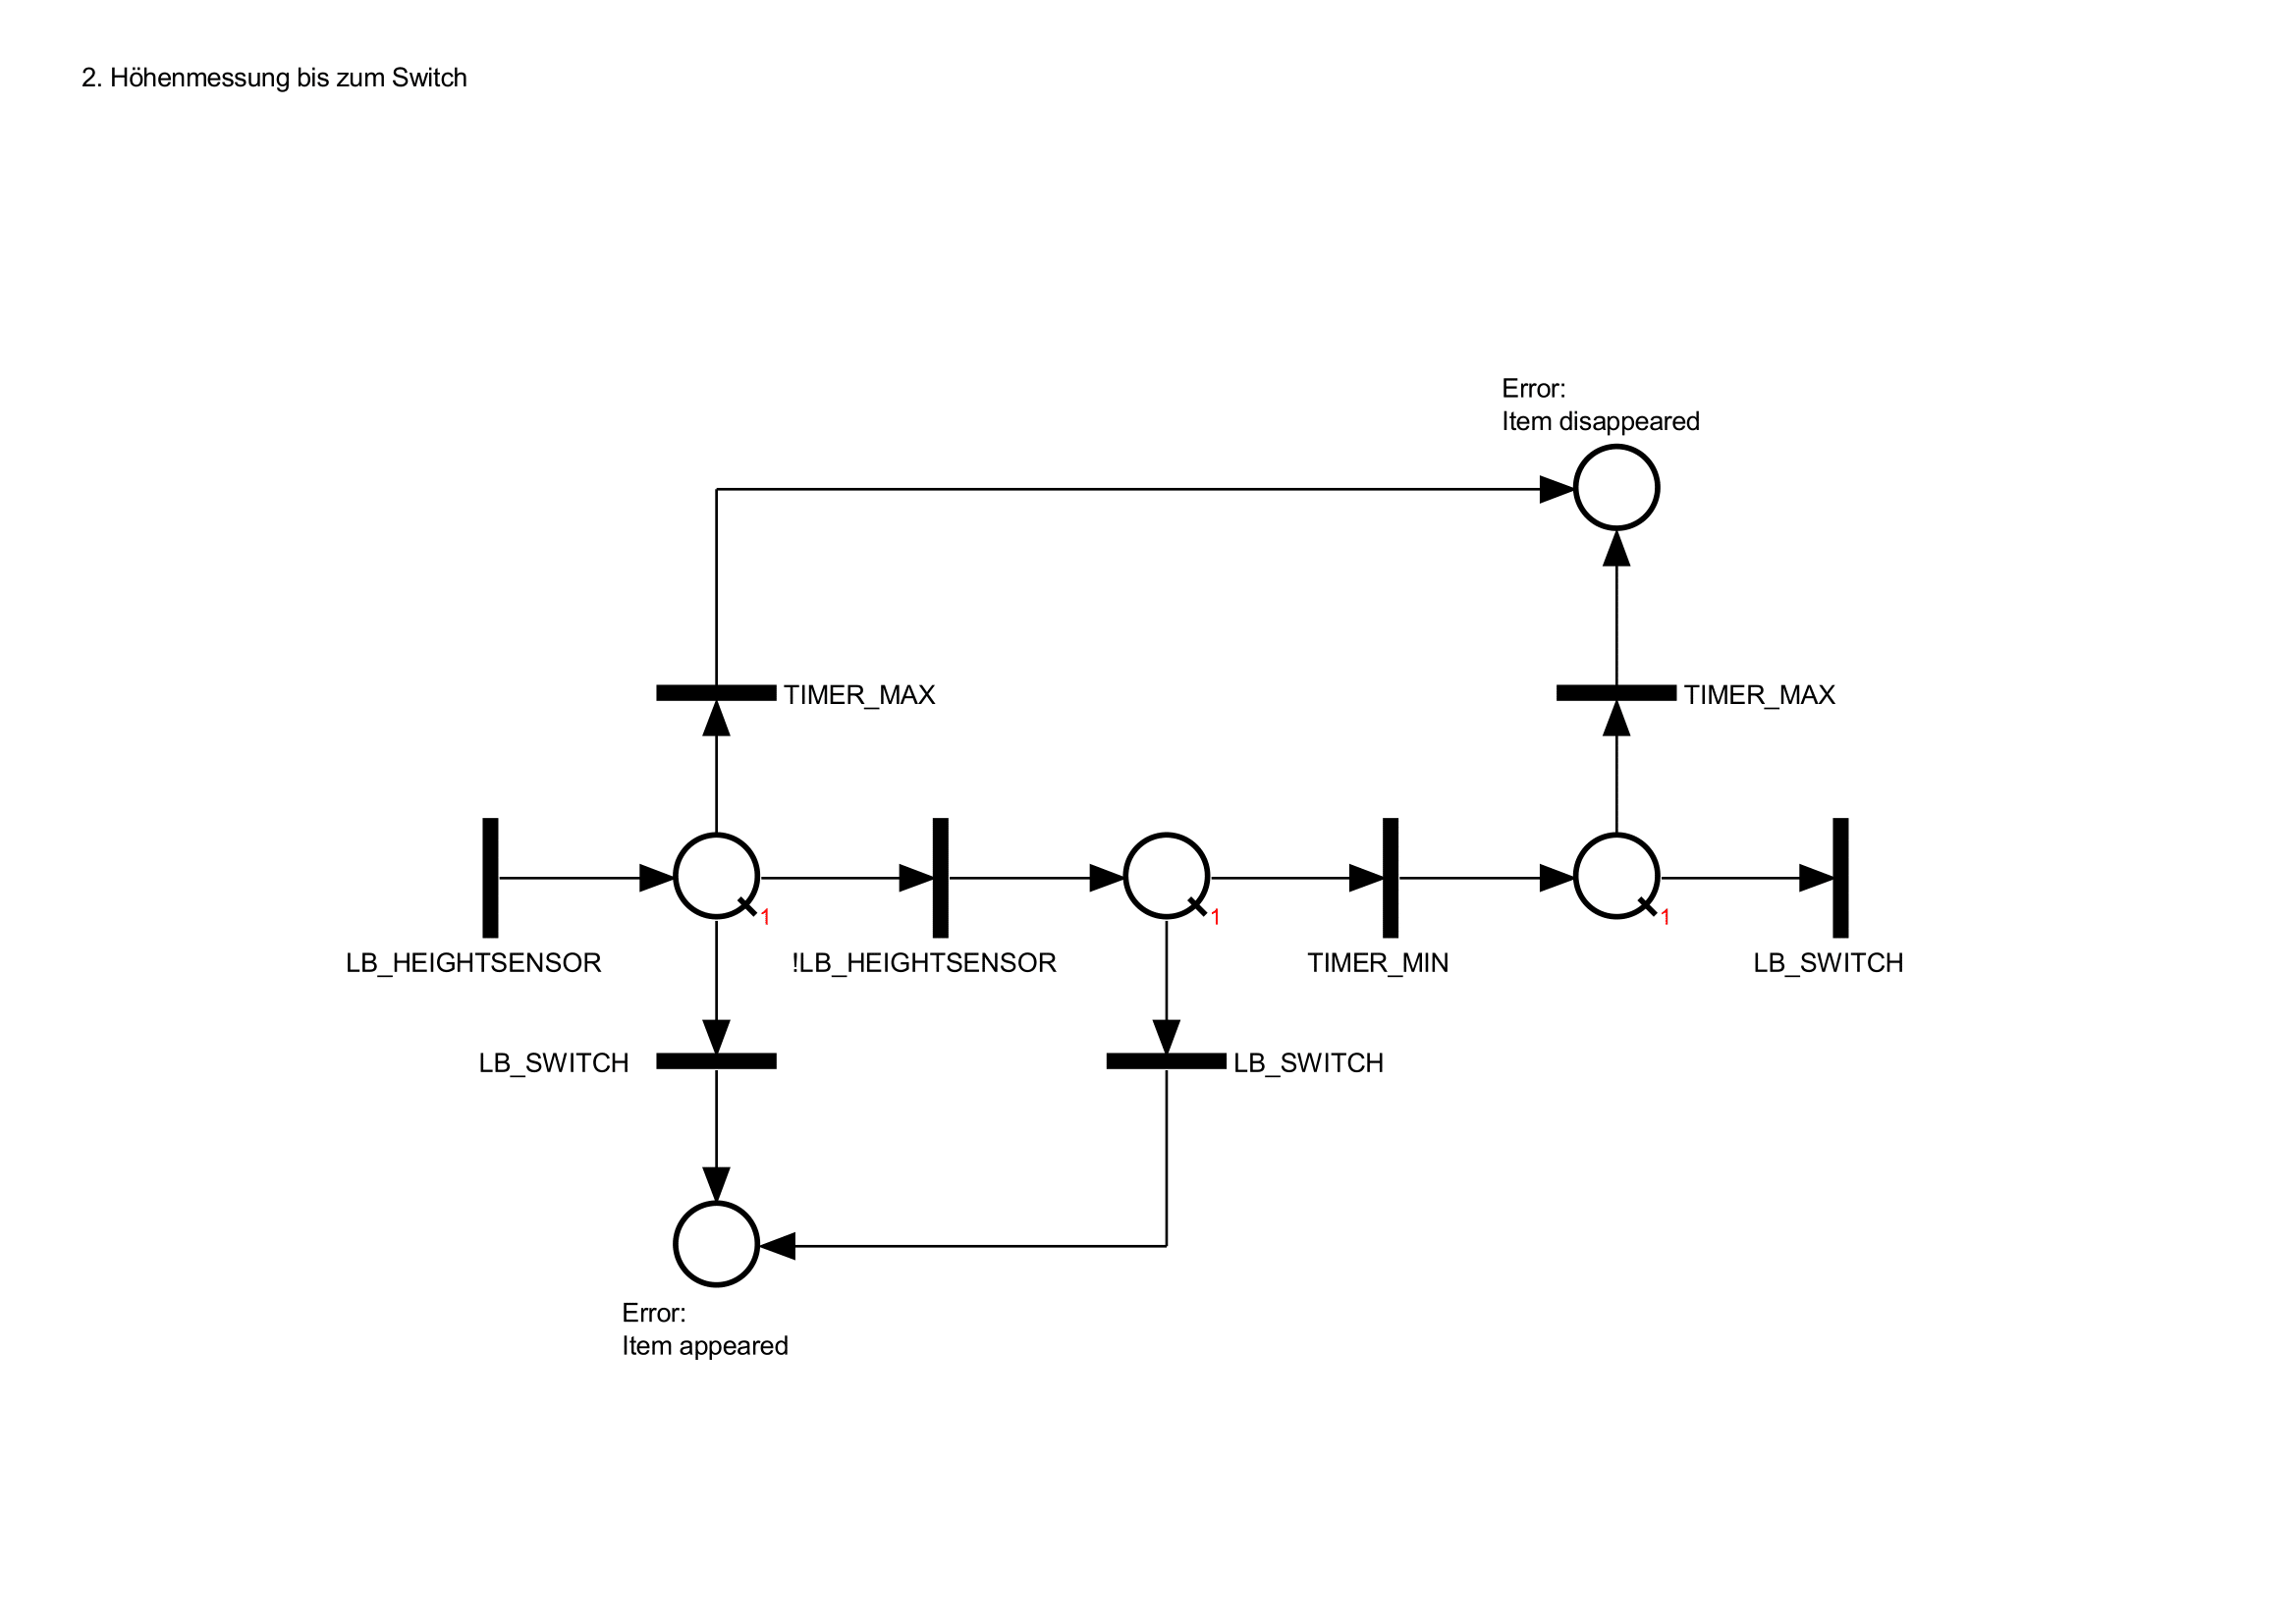 2. Höhenmessung bis zum Switch
Error:
Item disappeared
TIMER_MAX
TIMER_MAX
1
1
1
LB_HEIGHTSENSOR
!LB_HEIGHTSENSOR
TIMER_MIN
LB_SWITCH
LB_SWITCH
LB_SWITCH
Error:
Item appeared